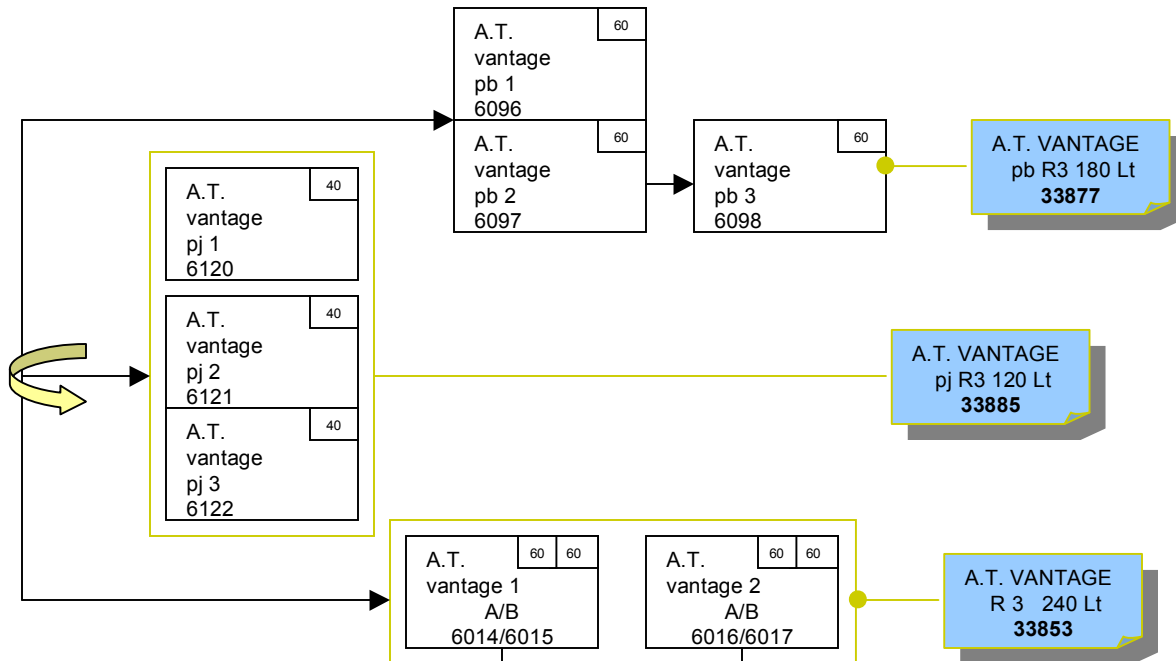 A.T.
60
vantage
pb 1
6096
A.T.
60
vantage
pb 2
6097
A.T.
60
vantage
pb 3
6098
A.T. VANTAGE
pb R3 180 Lt
33877
A.T.
40
vantage
pj 1
6120
A.T.
40
vantage
pj 2
6121
A.T.
40
vantage
pj 3
6122
A.T. VANTAGE
pj R3 120 Lt
33885
A.T.
60 60
vantage 1
A/B
6014/6015
A.T.
60 60
vantage 2
A/B
6016/6017
A.T. VANTAGE
R 3 240 Lt
33853